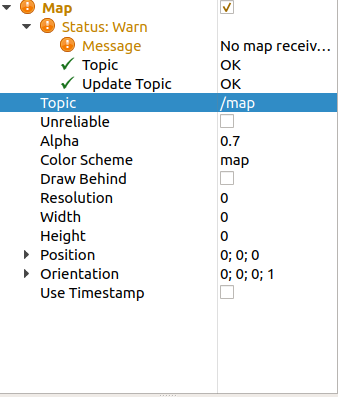 Map
Status: Warn
Message No map receiv...
Topic OK
Update Topic OK
Topic /map
Unreliable
Alpha 0.7
Color Scheme map
Draw Behind
Resolution 0
Width 0
Height 0
Position 0; 0; 0
Orientation 0; 0; 0; 1
Use Timestamp